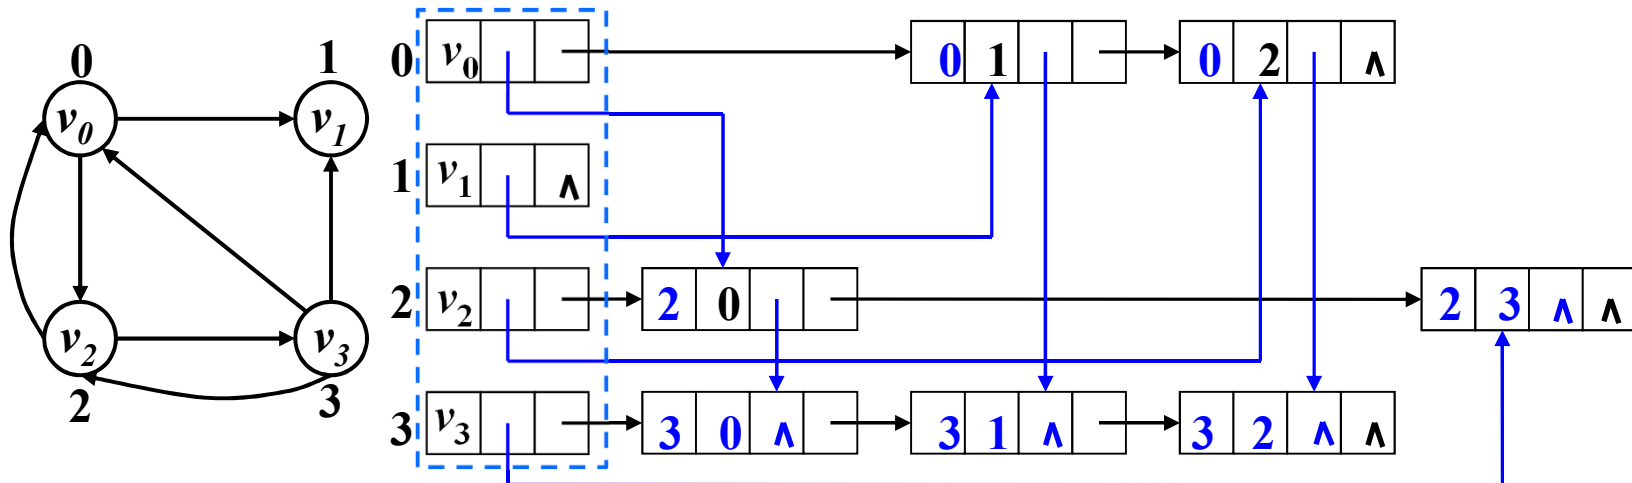 0 1
v0 v1
v2 v3
2 3
0 v0 0 1 0 2 ∧
1 v1 ∧
2 v2 2 0 2 3 ∧ ∧
3 v3 3 0 ∧ 3 1 ∧ 3 2 ∧ ∧